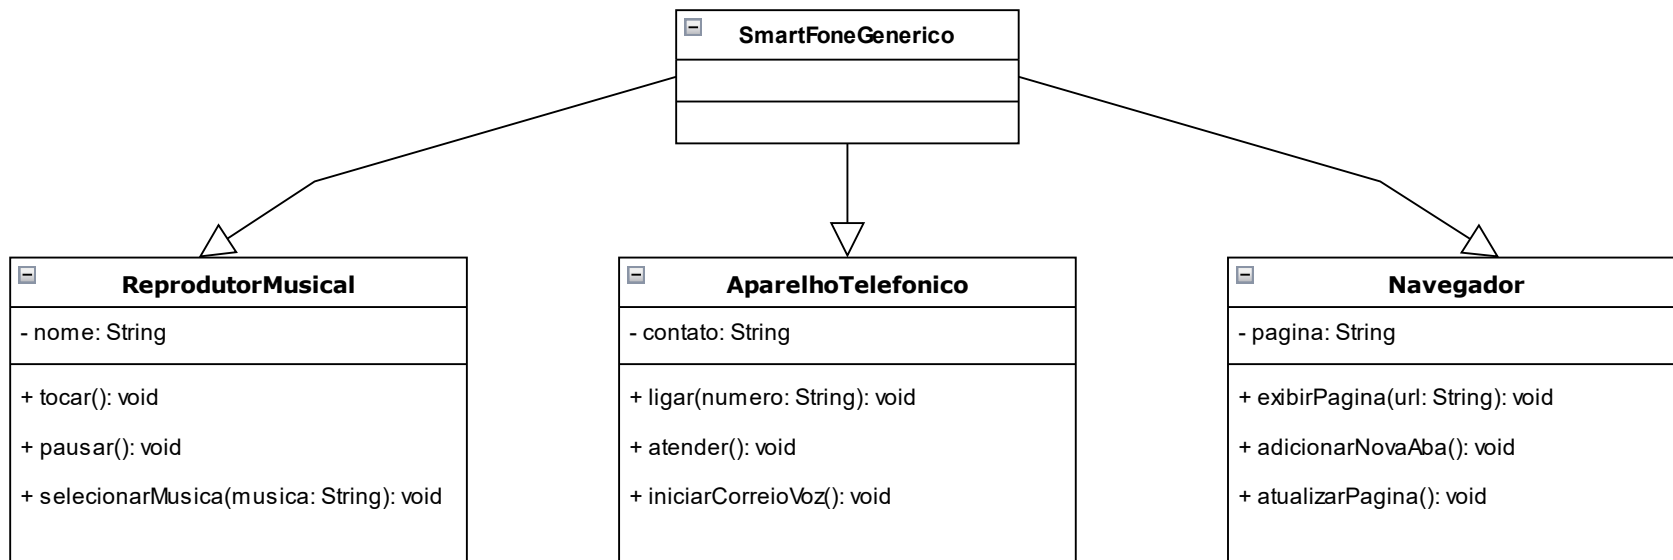 SmartFoneGenerico
ReprodutorMusical
- nome: String
+ tocar(): void
+ pausar(): void
+ selecionarMusica(musica: String): void
AparelhoTelefonico
- contato: String
+ ligar(numero: String): void
+ atender(): void
+ iniciarCorreioVoz(): void
Navegador
- pagina: String
+ exibirPagina(url: String): void
+ adicionarNovaAba(): void
+ atualizarPagina(): void